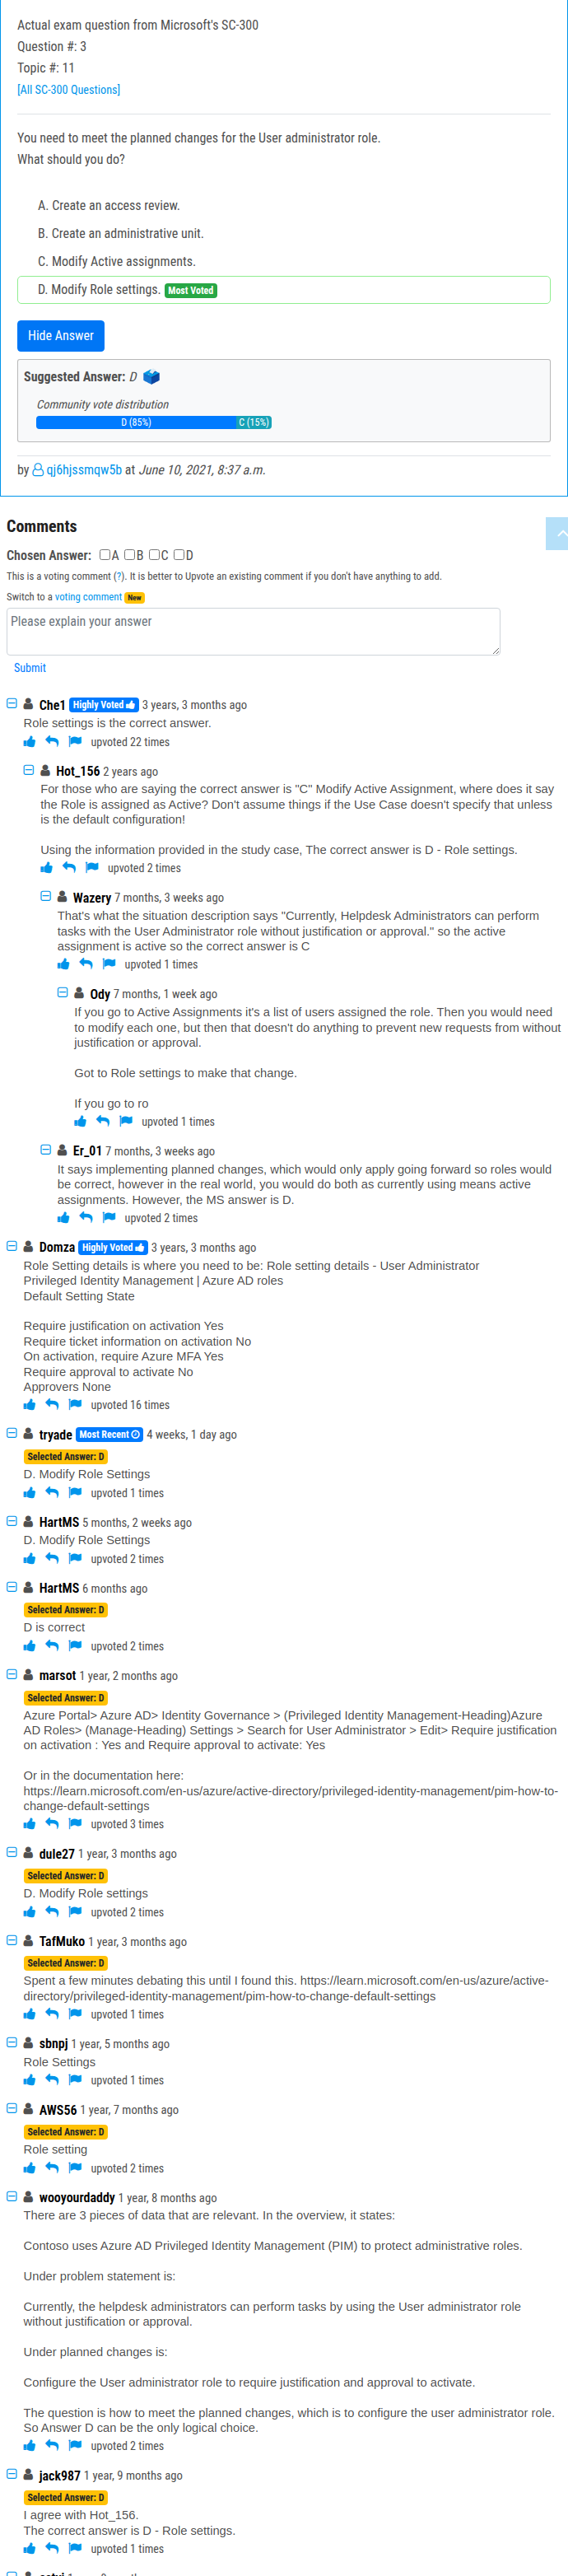 Actual exam question from Microsoft's SC-300
Question #: 3
Topic #: 11
[All SC-300 Questions]
You need to meet the planned changes for the User administrator role.
What should you do?
A. Create an access review.
B. Create an administrative unit.
C. Modify Active assignments.
D. Modify Role settings. Most Voted
Hide Answer
Suggested Answer: D
Community vote distribution
D (85%) C (15%)
by qj6hjssmqw5b at June 10, 2021, 8:37 a.m.
Comments
Chosen Answer: A B C D
This is a voting comment (?). It is better to Upvote an existing comment if you don't have anything to add.
Switch to a voting comment New
Please explain your answer
Submit
Che1 Highly Voted 3 years, 3 months ago
Role settings is the correct answer.
upvoted 22 times
Hot_156 2 years ago
For those who are saying the correct answer is "C" Modify Active Assignment, where does it say
the Role is assigned as Active? Don't assume things if the Use Case doesn't specify that unless
is the default configuration!
Using the information provided in the study case, The correct answer is D - Role settings.
upvoted 2 times
Wazery 7 months, 3 weeks ago
That's what the situation description says "Currently, Helpdesk Administrators can perform
tasks with the User Administrator role without justification or approval." so the active
assignment is active so the correct answer is C
upvoted 1 times
Ody 7 months, 1 week ago
If you go to Active Assignments it's a list of users assigned the role. Then you would need
to modify each one, but then that doesn't do anything to prevent new requests from without
justification or approval.
Got to Role settings to make that change.
If you go to ro
upvoted 1 times
Er_01 7 months, 3 weeks ago
It says implementing planned changes, which would only apply going forward so roles would
be correct, however in the real world, you would do both as currently using means active
assignments. However, the MS answer is D.
upvoted 2 times
Domza Highly Voted 3 years, 3 months ago
Role Setting details is where you need to be: Role setting details - User Administrator
Privileged Identity Management | Azure AD roles
Default Setting State
Require justification on activation Yes
Require ticket information on activation No
On activation, require Azure MFA Yes
Require approval to activate No
Approvers None
upvoted 16 times
tryade Most Recent 4 weeks, 1 day ago
Selected Answer: D
D. Modify Role Settings
upvoted 1 times
HartMS 5 months, 2 weeks ago
D. Modify Role Settings
upvoted 2 times
HartMS 6 months ago
Selected Answer: D
D is correct
upvoted 2 times
marsot 1 year, 2 months ago
Selected Answer: D
Azure Portal> Azure AD> Identity Governance > (Privileged Identity Management-Heading)Azure
AD Roles> (Manage-Heading) Settings > Search for User Administrator > Edit> Require justification
on activation : Yes and Require approval to activate: Yes
Or in the documentation here:
https://learn.microsoft.com/en-us/azure/active-directory/privileged-identity-management/pim-how-to-
change-default-settings
upvoted 3 times
dule27 1 year, 3 months ago
Selected Answer: D
D. Modify Role settings
upvoted 2 times
TafMuko 1 year, 3 months ago
Selected Answer: D
Spent a few minutes debating this until I found this. https://learn.microsoft.com/en-us/azure/active-
directory/privileged-identity-management/pim-how-to-change-default-settings
upvoted 1 times
sbnpj 1 year, 5 months ago
Role Settings
upvoted 1 times
AWS56 1 year, 7 months ago
Selected Answer: D
Role setting
upvoted 2 times
wooyourdaddy 1 year, 8 months ago
There are 3 pieces of data that are relevant. In the overview, it states:
Contoso uses Azure AD Privileged Identity Management (PIM) to protect administrative roles.
Under problem statement is:
Currently, the helpdesk administrators can perform tasks by using the User administrator role
without justification or approval.
Under planned changes is:
Configure the User administrator role to require justification and approval to activate.
The question is how to meet the planned changes, which is to configure the user administrator role.
So Answer D can be the only logical choice.
upvoted 2 times
jack987 1 year, 9 months ago
Selected Answer: D
I agree with Hot_156.
The correct answer is D - Role settings.
upvoted 1 times